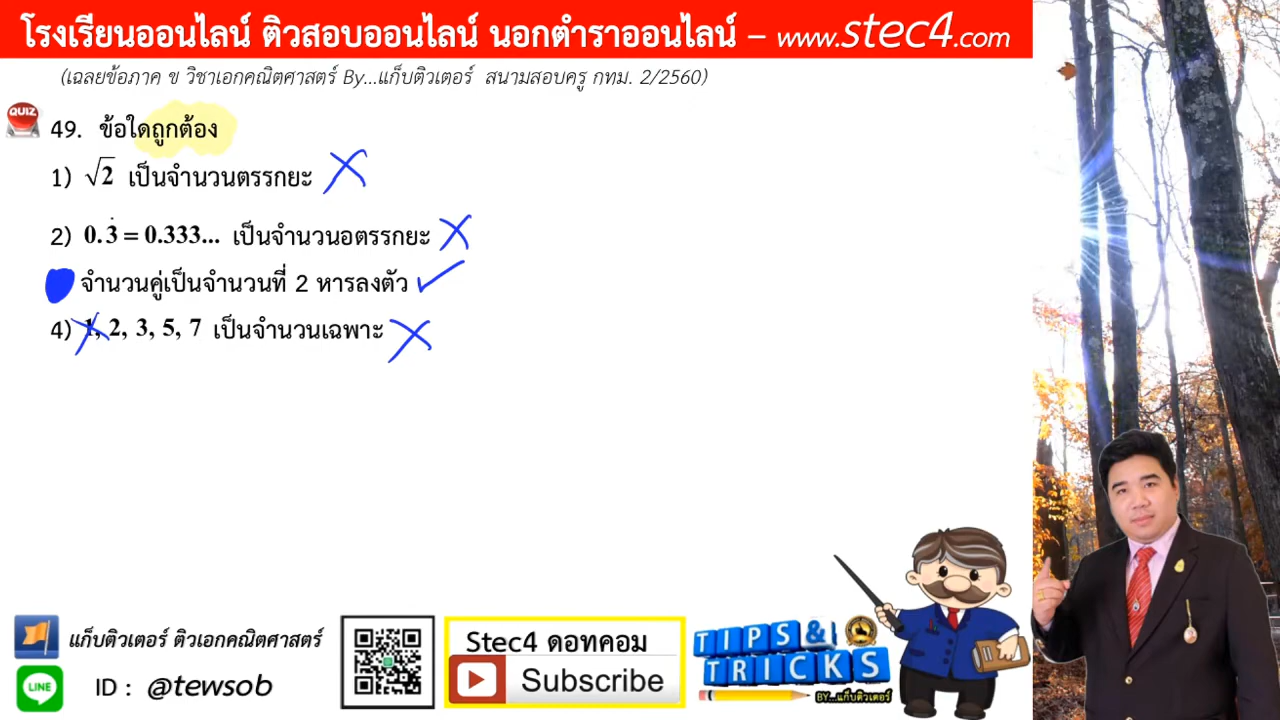 โรงเรียนออนไลน์ ติวสอบออนไลน์ นอกตำราออนไลน์ – www.stec4.com
(เฉลยข้อภาค ข วิชาเอกคณิตศาสตร์ By...แก็บติวเตอร์ สนามสอบครู กทม. 2/2560)
QUIZ
49. ข้อใดถูกต้อง
1) √2 เป็นจำนวนตรรกยะ
2) 0.3̇ = 0.333... เป็นจำนวนอตรรกยะ
จำนวนคู่เป็นจำนวนที่ 2 หารลงตัว
4) 1, 2, 3, 5, 7 เป็นจำนวนเฉพาะ
แก็บติวเตอร์ ติวเอกคณิตศาสตร์
LINE
ID : @tewsob
Stec4 ดอทคอม
Subscribe
TIPS &
TRICKS
BY...แก็บติวเตอร์